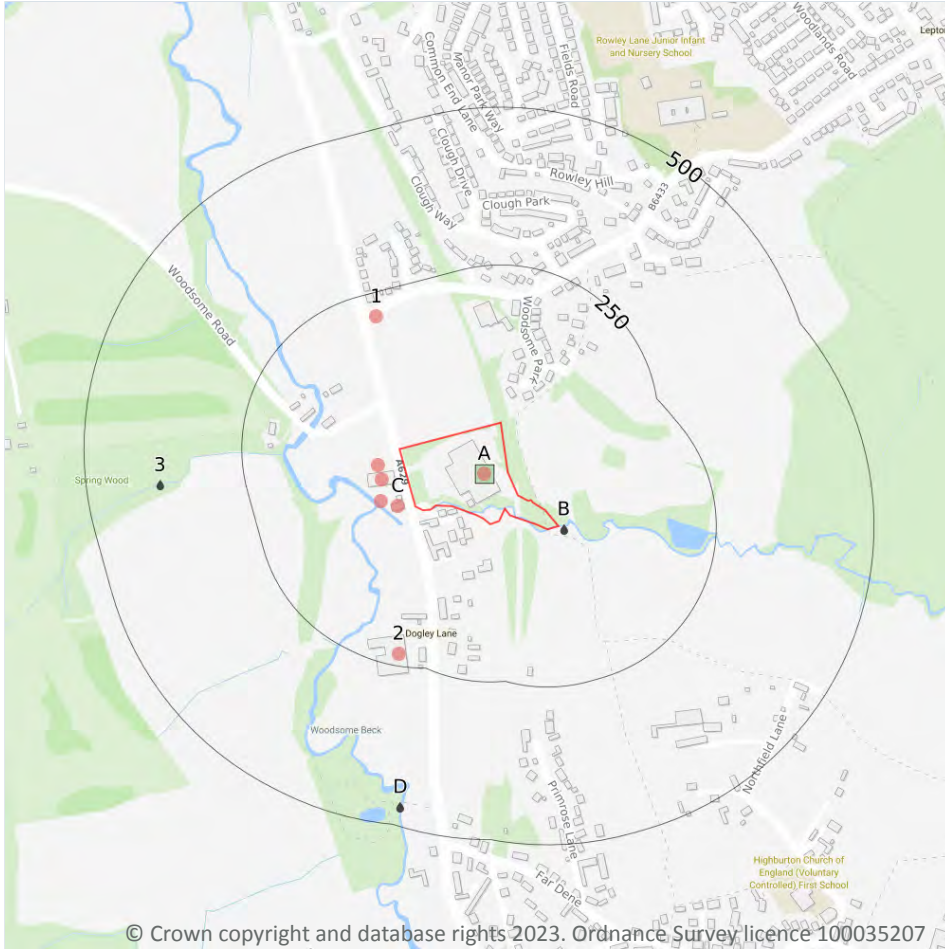 Woodlands Road
Lepto
Rowley Lane Junior Infant
and Nursery School
Fields Road
Manor Park Way
Common End Lane
Clough Drive
500
Rowley Hill
B6433
Clough Way
Clough Park
Woodsome Road
1
250
Woodsome Park
A
3
A629
Spring Wood
C
B
2
Dogley Lane
Woodsome Beck
Northfield Lane
D
Primrose Lane
Far Dene
Highburton Church of
England (Voluntary
Controlled) First School
© Crown copyright and database rights 2023. Ordnance Survey licence 100035207